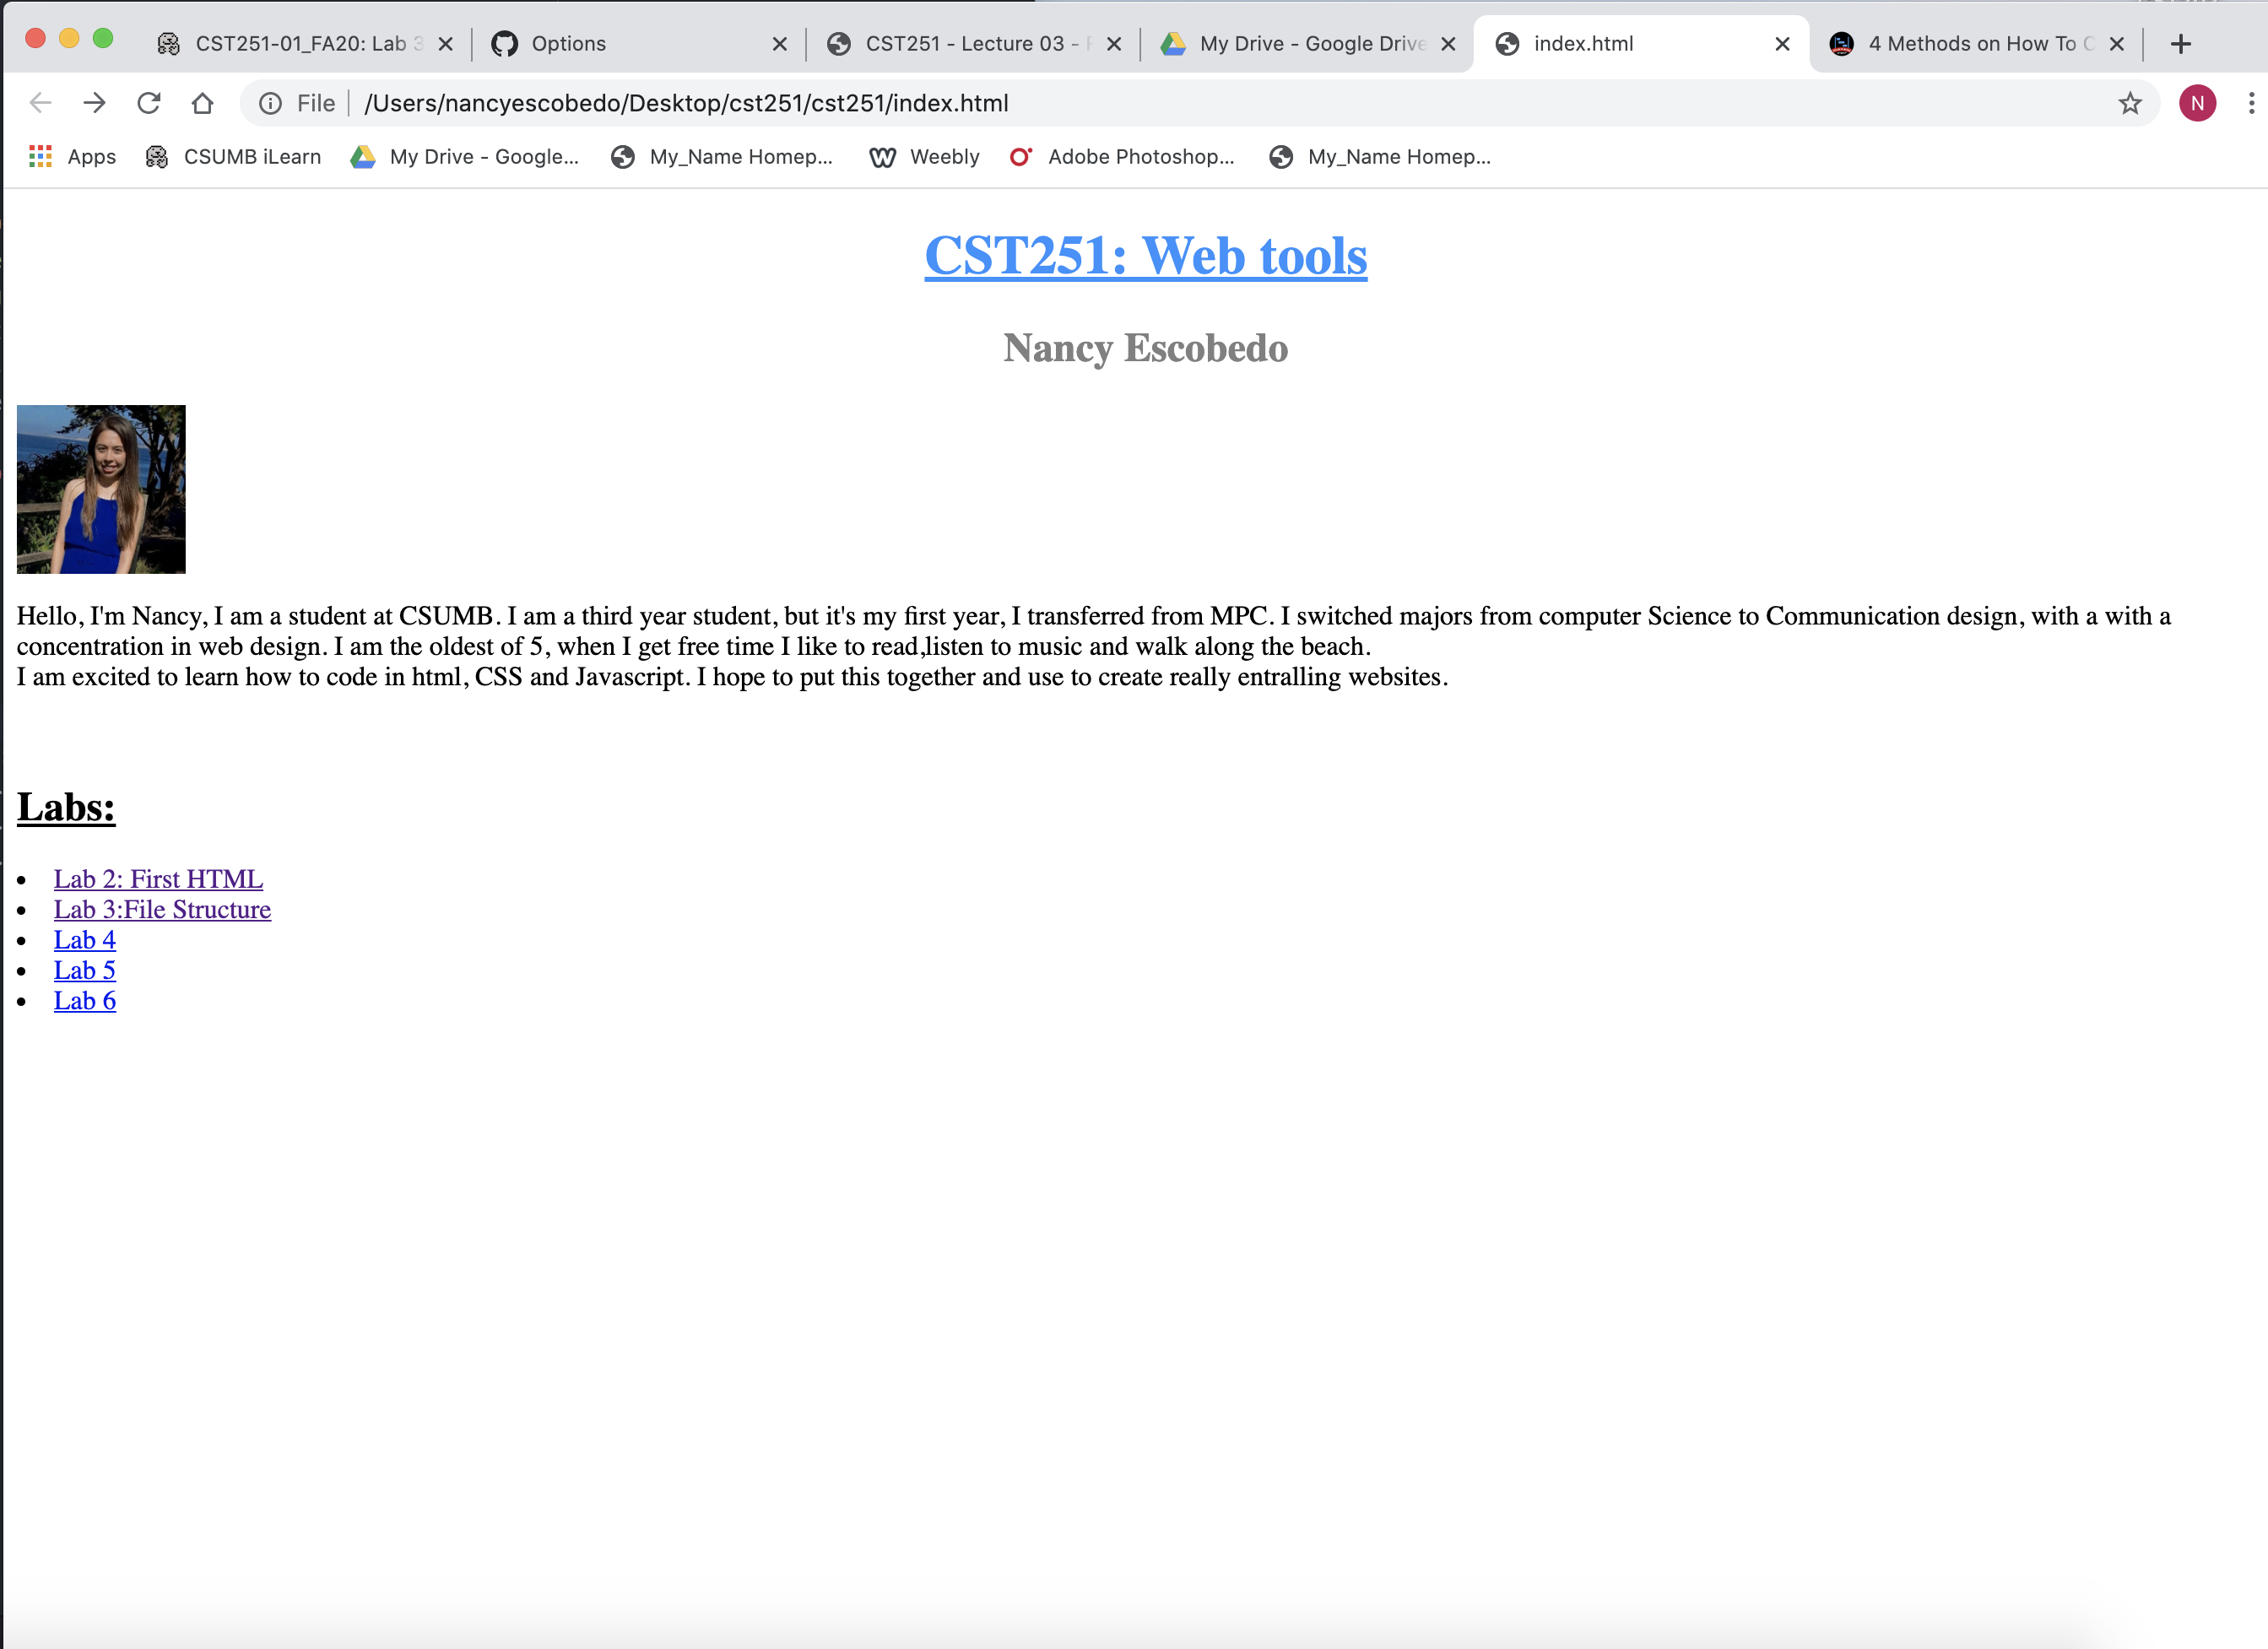 CST251-01_FA20: Lab 3
Options
CST251 - Lecture 03 -
My Drive - Google Drive
index.html
4 Methods on How To
File
/Users/nancyescobedo/Desktop/cst251/cst251/index.html
N
Apps
CSUMB iLearn
My Drive - Google...
My_Name Homep...
Weebly
Adobe Photoshop...
My_Name Homep...
CST251: Web tools
Nancy Escobedo
Hello, I'm Nancy, I am a student at CSUMB. I am a third year student, but it's my first year, I transferred from MPC. I switched majors from computer Science to Communication design, with a with a
concentration in web design. I am the oldest of 5, when I get free time I like to read,listen to music and walk along the beach.
I am excited to learn how to code in html, CSS and Javascript. I hope to put this together and use to create really entralling websites.
Labs:
• Lab 2: First HTML
• Lab 3:File Structure
• Lab 4
• Lab 5
• Lab 6